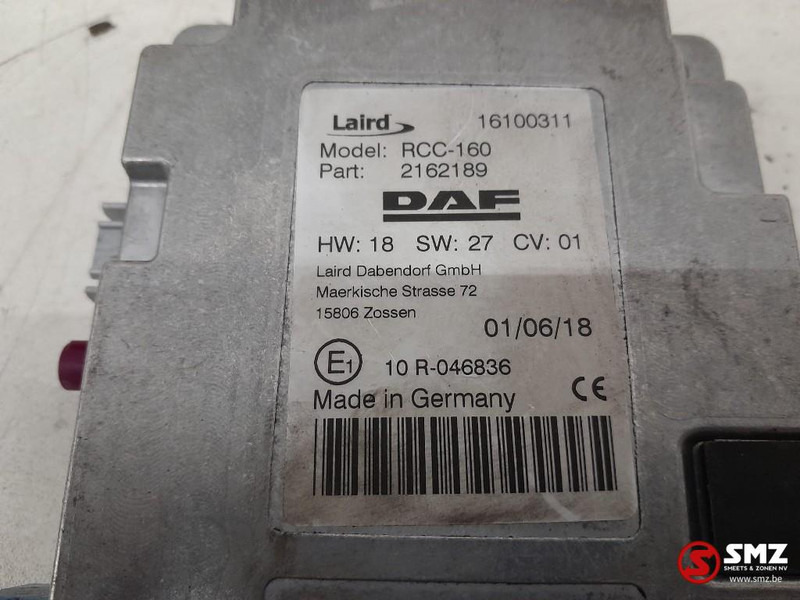 Laird 16100311
Model: RCC-160
Part: 2162189
DAF
HW: 18 SW: 27 CV: 01
Laird Dabendorf GmbH
Maerkische Strasse 72
15806 Zossen
01/06/18
E1 10 R-046836
Made in Germany CE
SMZ
SMEETS & ZONEN NV
www.smz.be